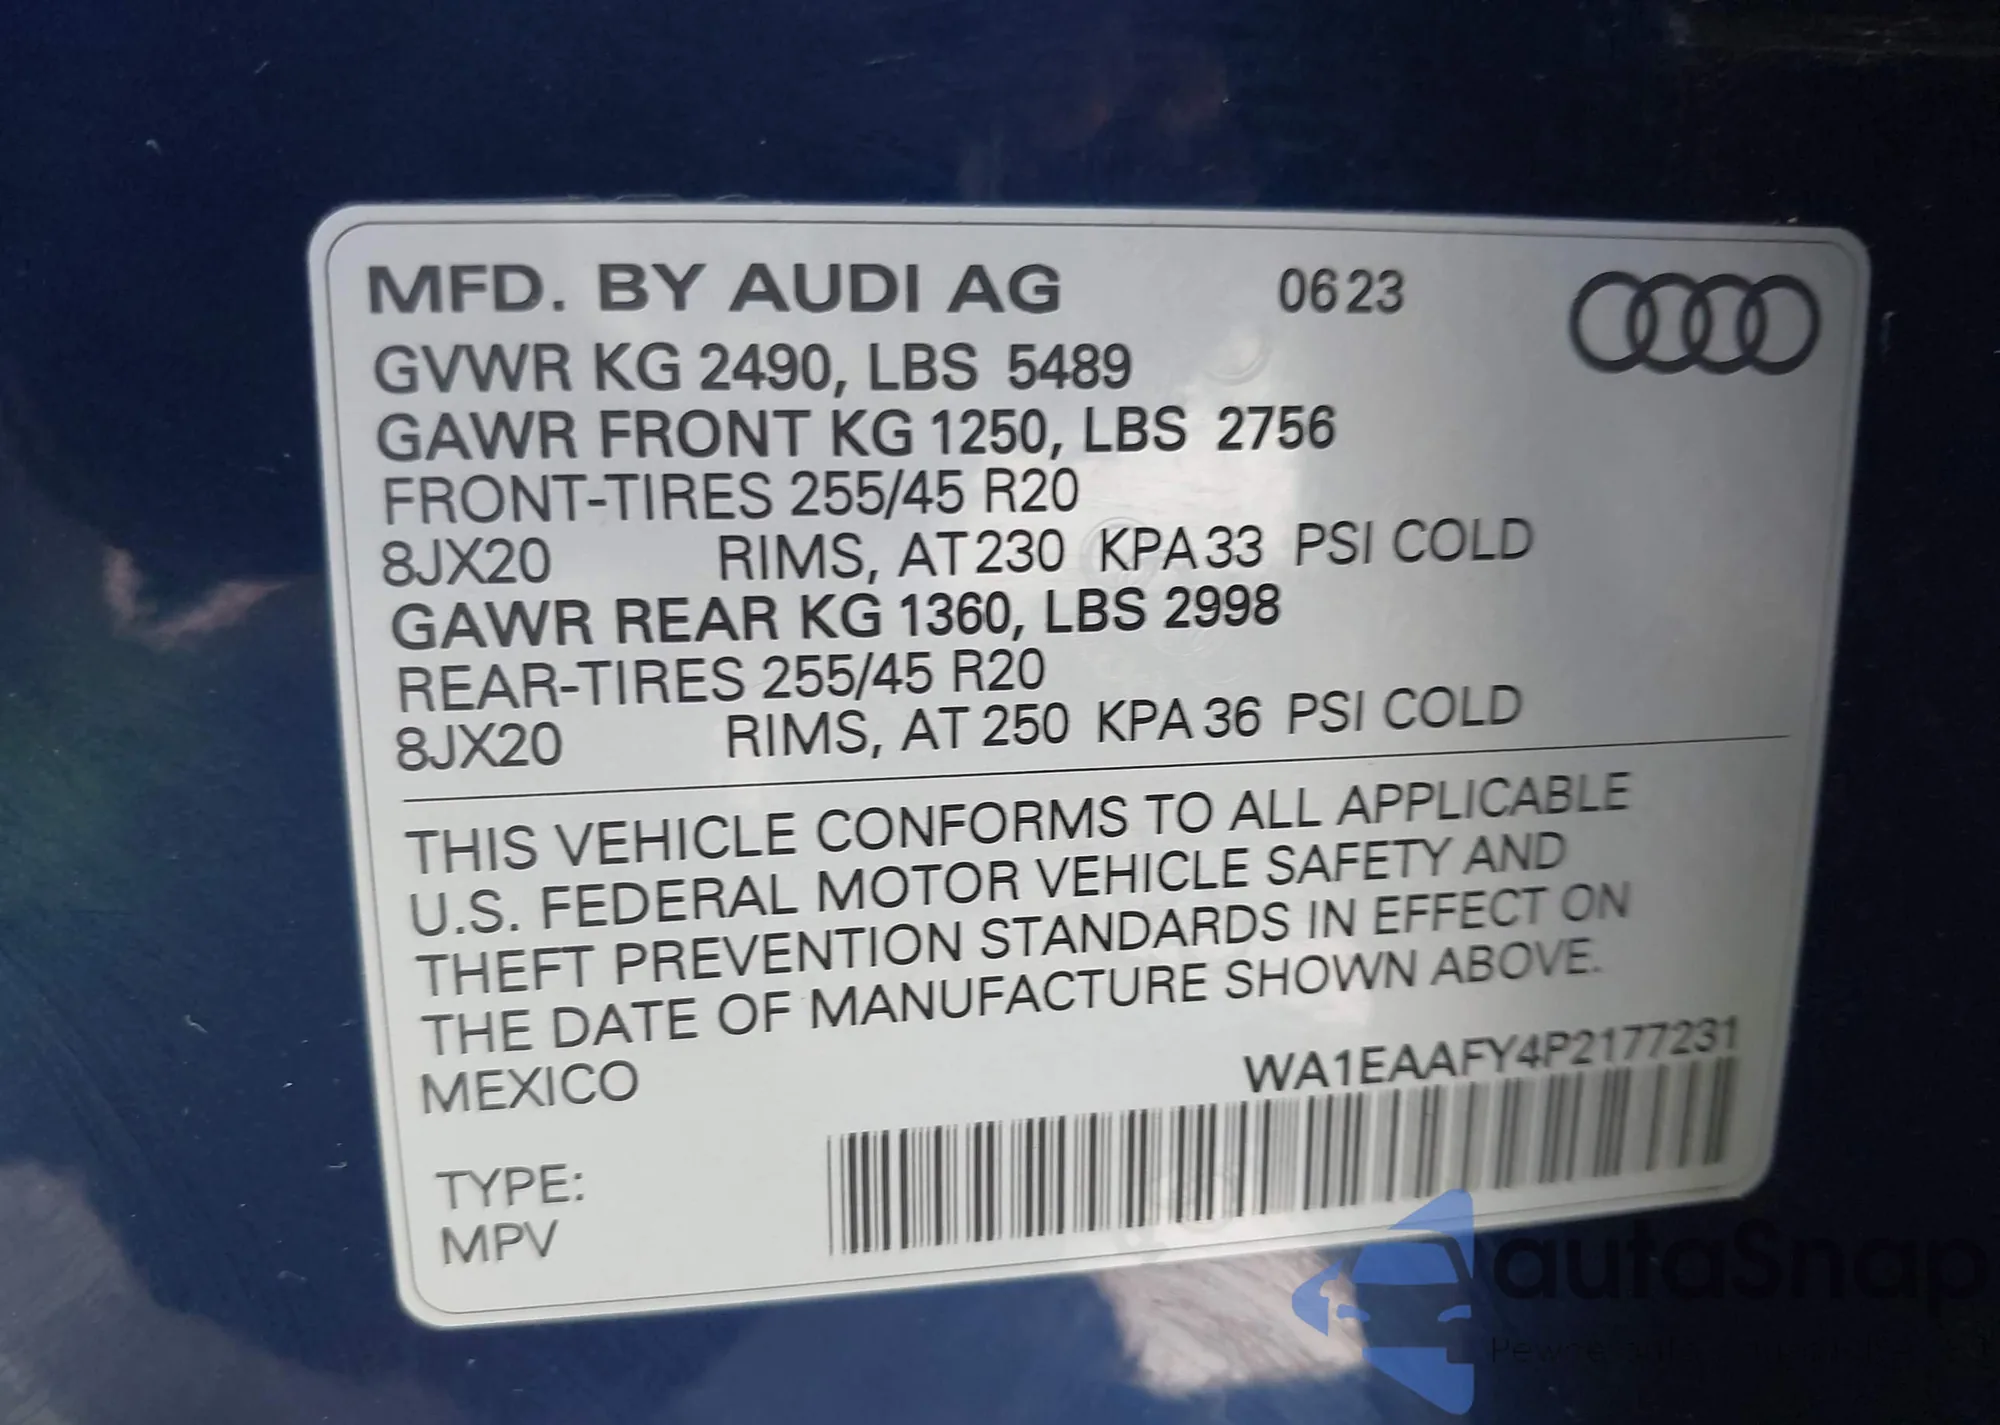 MFD. BY AUDI AG 0623
GVWR KG 2490, LBS 5489
GAWR FRONT KG 1250, LBS 2756
FRONT-TIRES 255/45 R20
8JX20 RIMS, AT 230 KPA 33 PSI COLD
GAWR REAR KG 1360, LBS 2998
REAR-TIRES 255/45 R20
8JX20 RIMS, AT 250 KPA 36 PSI COLD
THIS VEHICLE CONFORMS TO ALL APPLICABLE
U.S. FEDERAL MOTOR VEHICLE SAFETY AND
THEFT PREVENTION STANDARDS IN EFFECT ON
THE DATE OF MANUFACTURE SHOWN ABOVE.
MEXICO
WA1EAAFY4P2177231
TYPE:
MPV
autaSnap